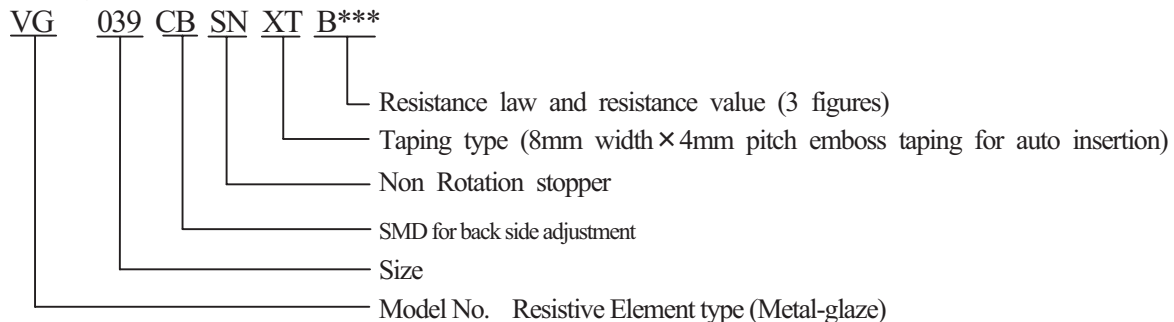 VG 039 CB SN XT B***
Resistance law and resistance value (3 figures)
Taping type (8mm width×4mm pitch emboss taping for auto insertion)
Non Rotation stopper
SMD for back side adjustment
Size
Model No. Resistive Element type (Metal-glaze)